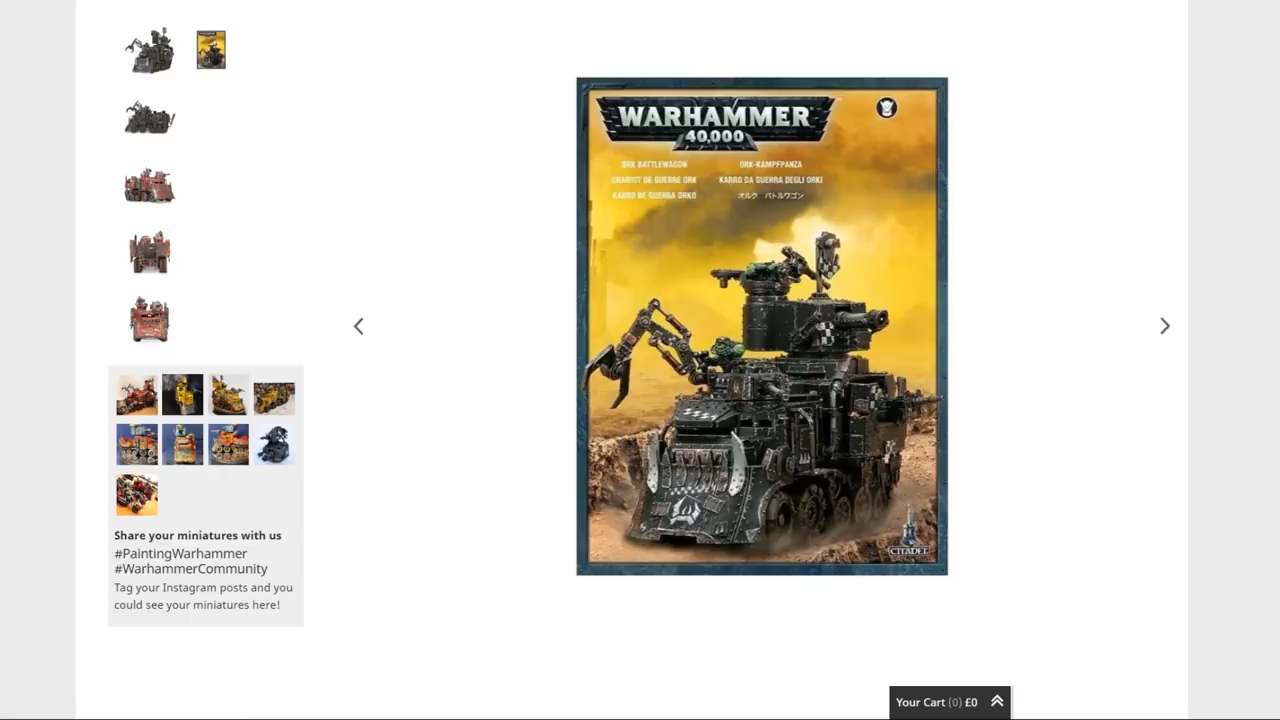 WARHAMMER
40,000
ORK BATTLEWAGON
ORK-KAMPFPANZA
CHARIOT DE GUERRE ORK
KARRO DA GUERRA DEGLI ORKI
KARRO DE GUERRA ORKO
オルク バトルワゴン
CITADEL
Share your miniatures with us
#PaintingWarhammer
#WarhammerCommunity
Tag your Instagram posts and you
could see your miniatures here!
Your Cart (0) £0